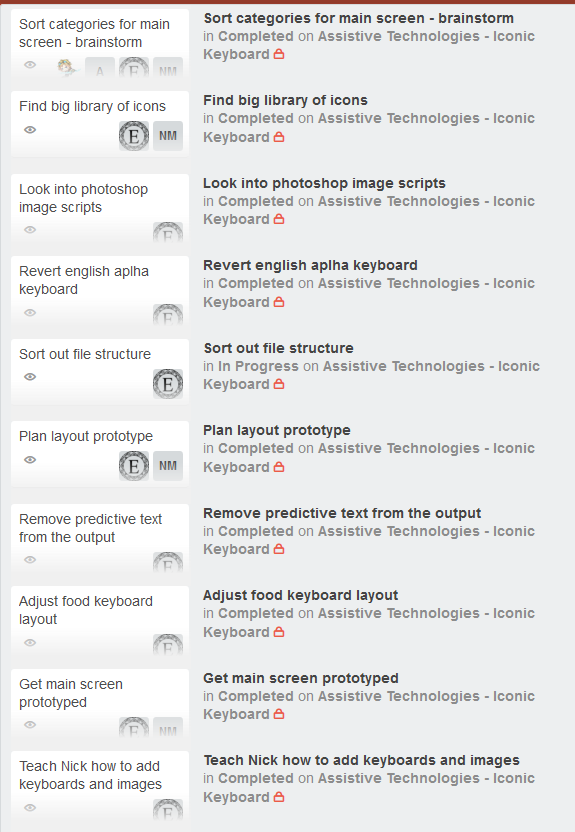 Sort categories for main
screen - brainstorm
A
E
NM
Sort categories for main screen - brainstorm
in Completed on Assistive Technologies - Iconic
Keyboard
Find big library of icons
E
NM
Find big library of icons
in Completed on Assistive Technologies - Iconic
Keyboard
Look into photoshop
image scripts
E
Look into photoshop image scripts
in Completed on Assistive Technologies - Iconic
Keyboard
Revert english aplha
keyboard
E
Revert english aplha keyboard
in Completed on Assistive Technologies - Iconic
Keyboard
Sort out file structure
E
Sort out file structure
in In Progress on Assistive Technologies - Iconic
Keyboard
Plan layout prototype
E
NM
Plan layout prototype
in Completed on Assistive Technologies - Iconic
Keyboard
Remove predictive text
from the output
E
Remove predictive text from the output
in Completed on Assistive Technologies - Iconic
Keyboard
Adjust food keyboard
layout
E
Adjust food keyboard layout
in Completed on Assistive Technologies - Iconic
Keyboard
Get main screen
prototyped
E
NM
Get main screen prototyped
in Completed on Assistive Technologies - Iconic
Keyboard
Teach Nick how to add
keyboards and images
E
Teach Nick how to add keyboards and images
in Completed on Assistive Technologies - Iconic
Keyboard